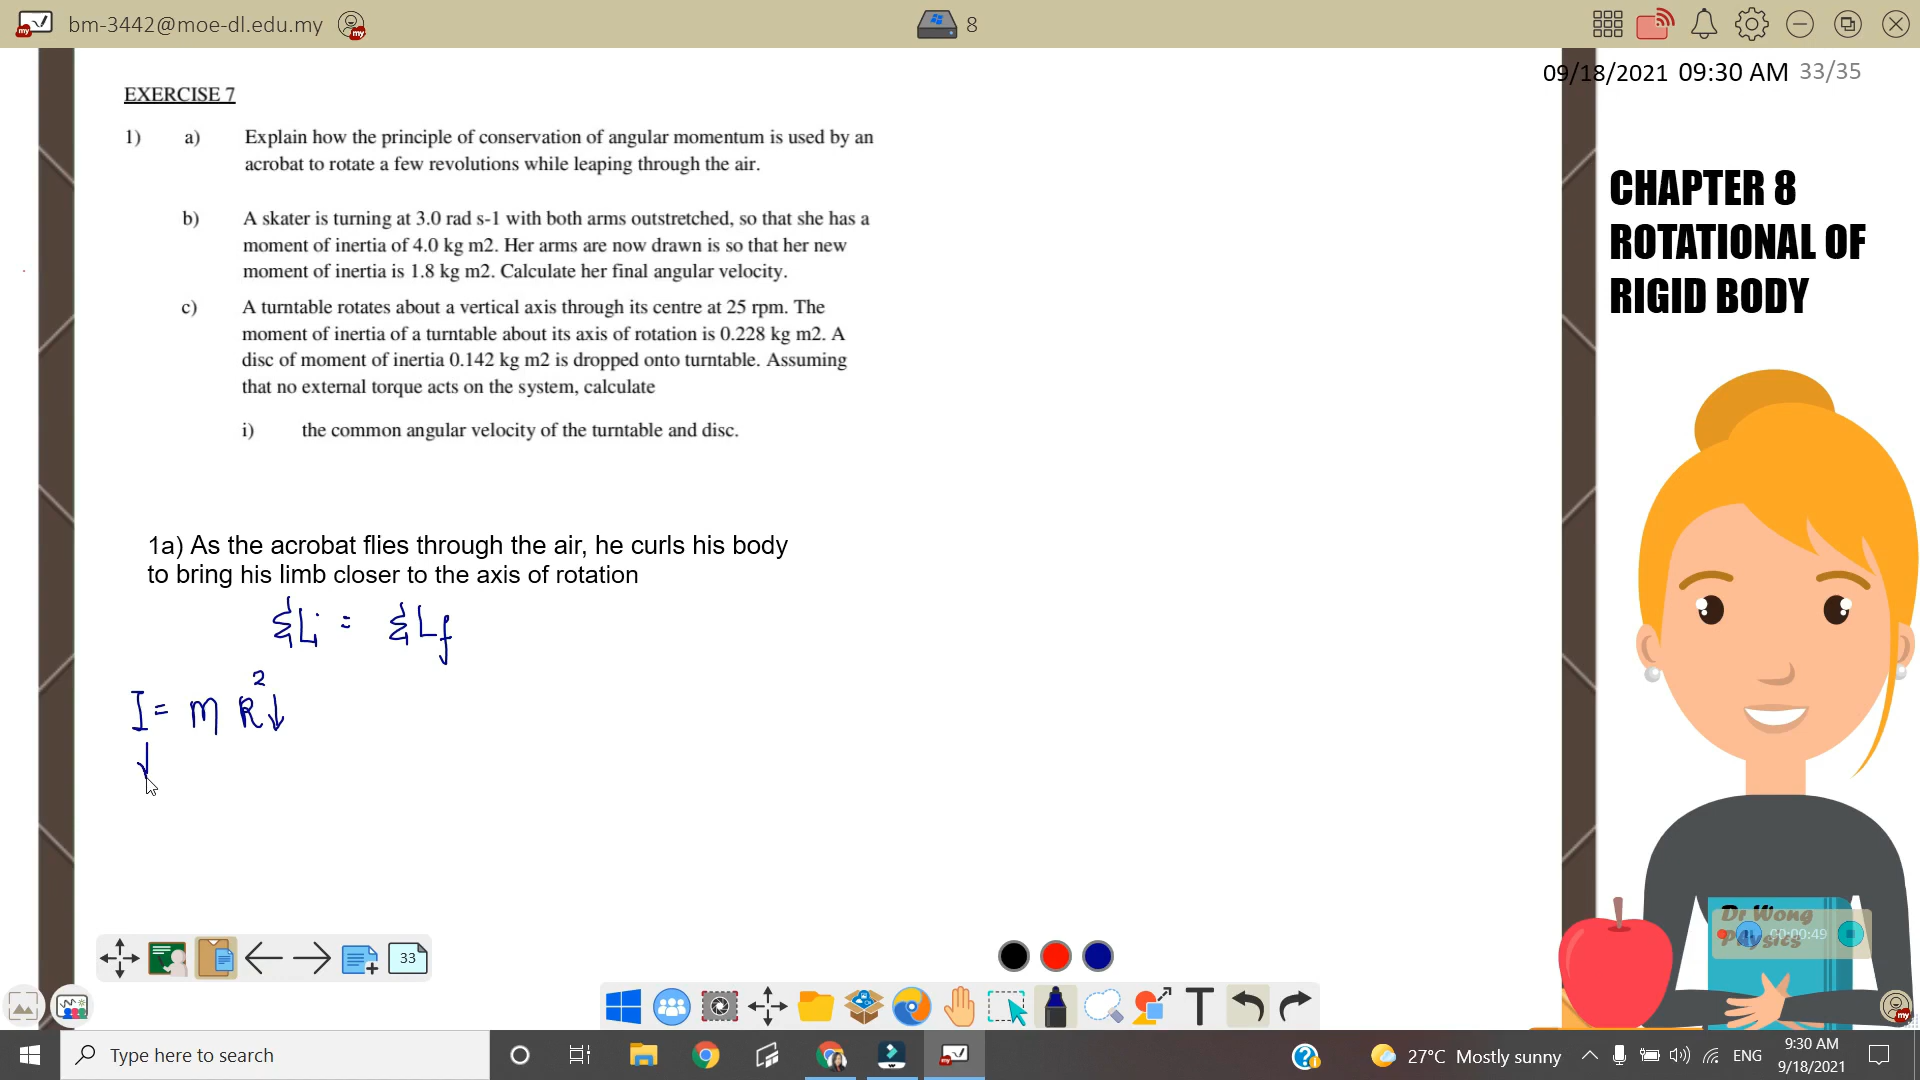 bm-3442@moe-dl.edu.my
8
09/18/2021 09:30 AM 33/35
EXERCISE 7
1) a) Explain how the principle of conservation of angular momentum is used by an
acrobat to rotate a few revolutions while leaping through the air.
b) A skater is turning at 3.0 rad s-1 with both arms outstretched, so that she has a
moment of inertia of 4.0 kg m2. Her arms are now drawn is so that her new
moment of inertia is 1.8 kg m2. Calculate her final angular velocity.
c) A turntable rotates about a vertical axis through its centre at 25 rpm. The
moment of inertia of a turntable about its axis of rotation is 0.228 kg m2. A
disc of moment of inertia 0.142 kg m2 is dropped onto turntable. Assuming
that no external torque acts on the system, calculate
i) the common angular velocity of the turntable and disc.
1a) As the acrobat flies through the air, he curls his body
to bring his limb closer to the axis of rotation
ΣLi = ΣLf
I = m R²↓
↓
CHAPTER 8
ROTATIONAL OF
RIGID BODY
Dr Wong
Physics
00:00:49
33
Type here to search
27°C Mostly sunny
ENG
9:30 AM
9/18/2021